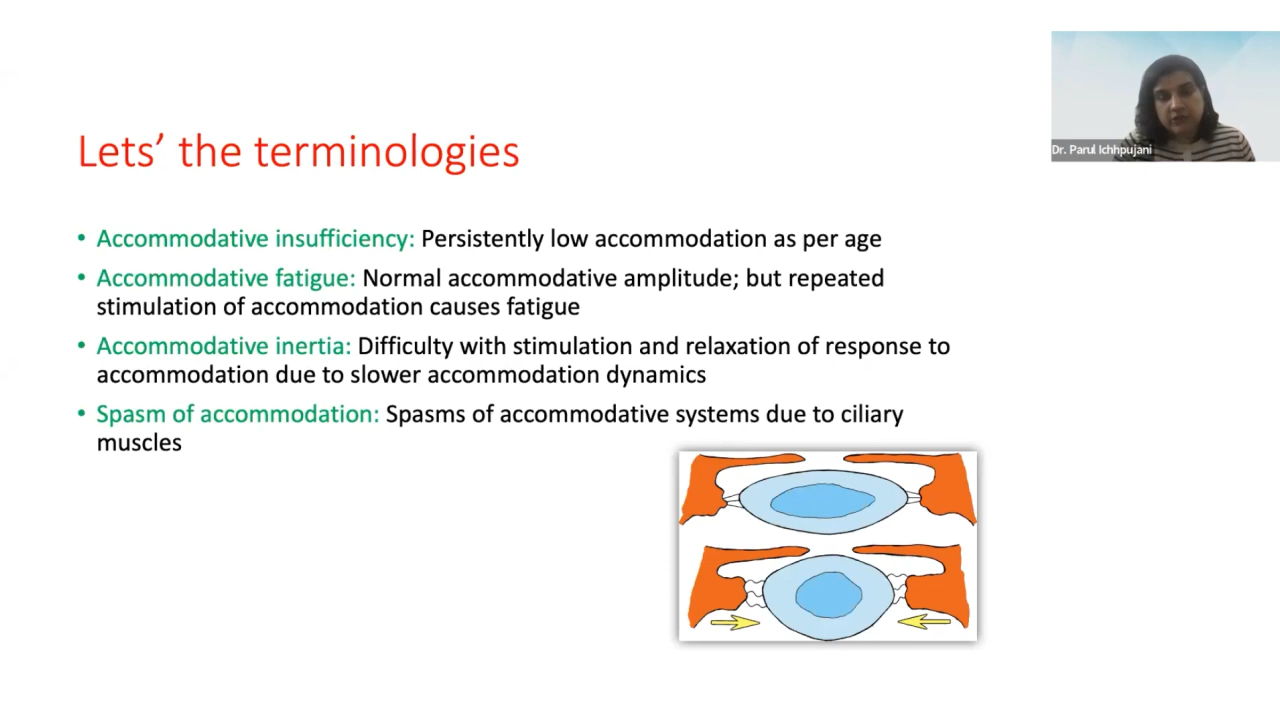 Dr. Parul Ichhpujani
Lets’ the terminologies
• Accommodative insufficiency: Persistently low accommodation as per age
• Accommodative fatigue: Normal accommodative amplitude; but repeated
stimulation of accommodation causes fatigue
• Accommodative inertia: Difficulty with stimulation and relaxation of response to
accommodation due to slower accommodation dynamics
• Spasm of accommodation: Spasms of accommodative systems due to ciliary
muscles